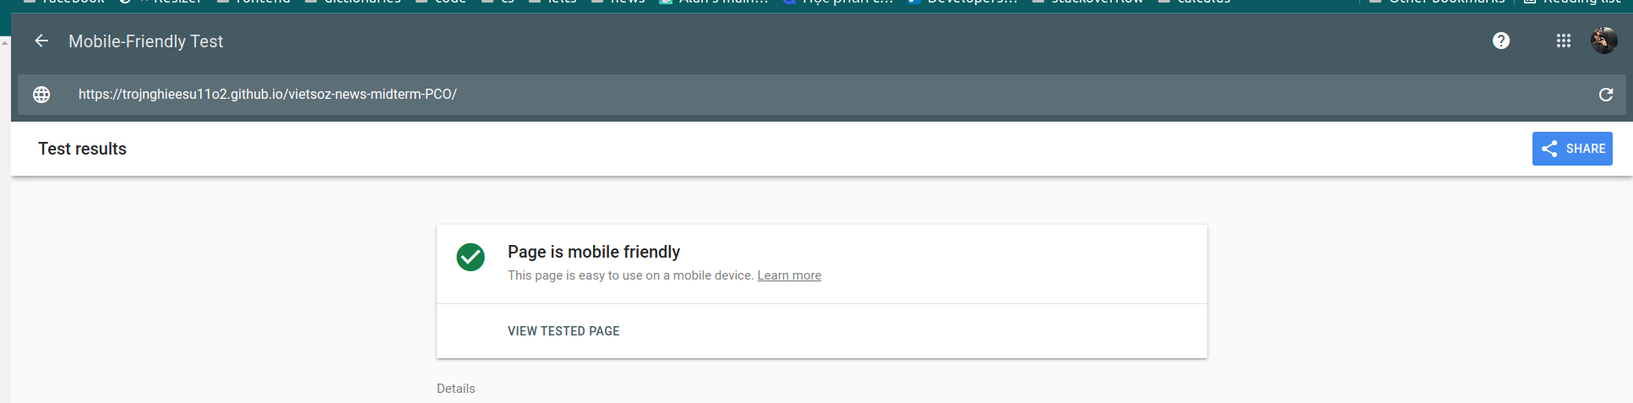 FaceBook Resizer frontend dictionaries code cs ielts news Alan's main... Học phần c... Developers... stackoverflow calculus Other bookmarks Reading list
Mobile-Friendly Test
https://trojnghieesu11o2.github.io/vietsoz-news-midterm-PCO/
Test results
SHARE
Page is mobile friendly
This page is easy to use on a mobile device. Learn more
VIEW TESTED PAGE
Details